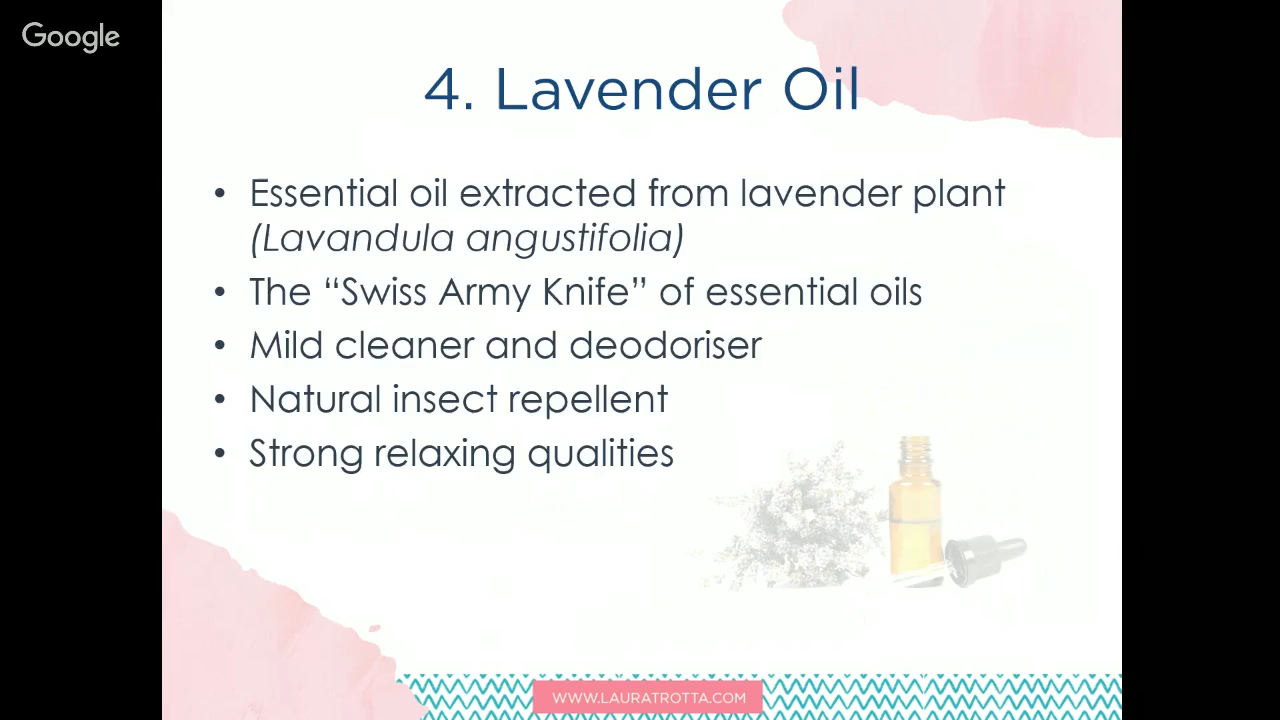 Google
4. Lavender Oil
• Essential oil extracted from lavender plant
(Lavandula angustifolia)
• The “Swiss Army Knife” of essential oils
• Mild cleaner and deodoriser
• Natural insect repellent
• Strong relaxing qualities
WWW.LAURATROTTA.COM